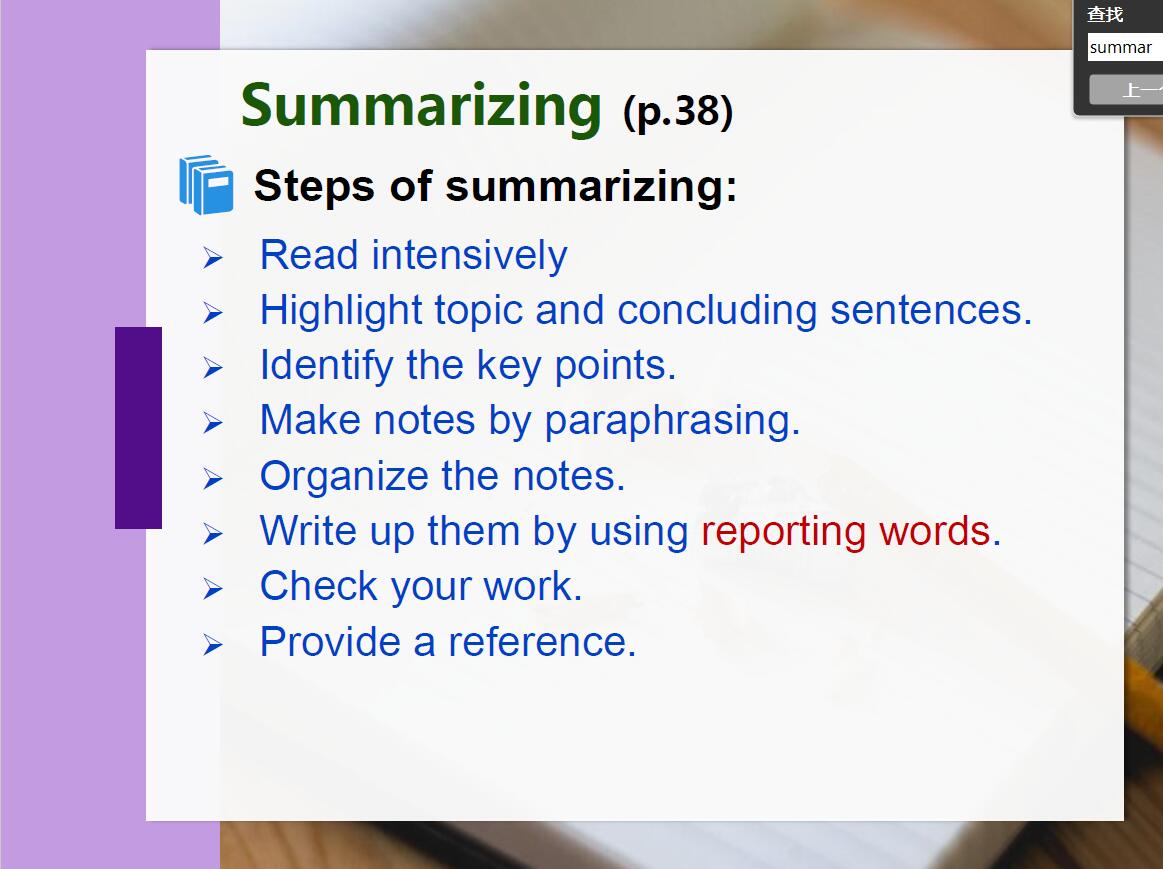 查找
summar
上一
Summarizing (p.38)
Steps of summarizing:
Read intensively
Highlight topic and concluding sentences.
Identify the key points.
Make notes by paraphrasing.
Organize the notes.
Write up them by using reporting words.
Check your work.
Provide a reference.